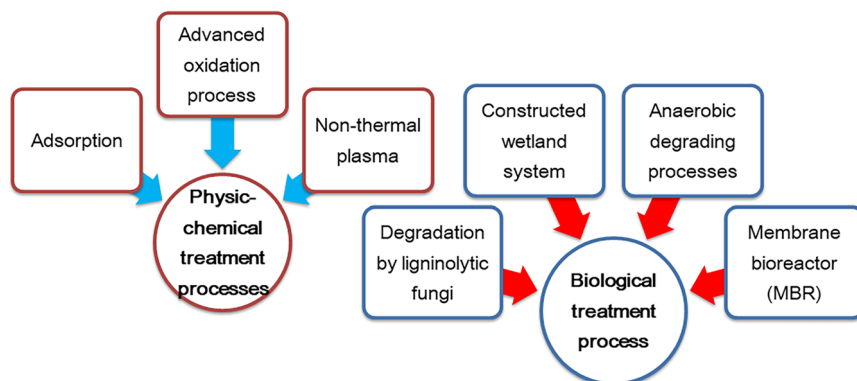 Advanced
oxidation
process
Adsorption
Non-thermal
plasma
Physic-
chemical
treatment
processes
Constructed
wetland
system
Anaerobic
degrading
processes
Degradation
by ligninolytic
fungi
Membrane
bioreactor
(MBR)
Biological
treatment
process